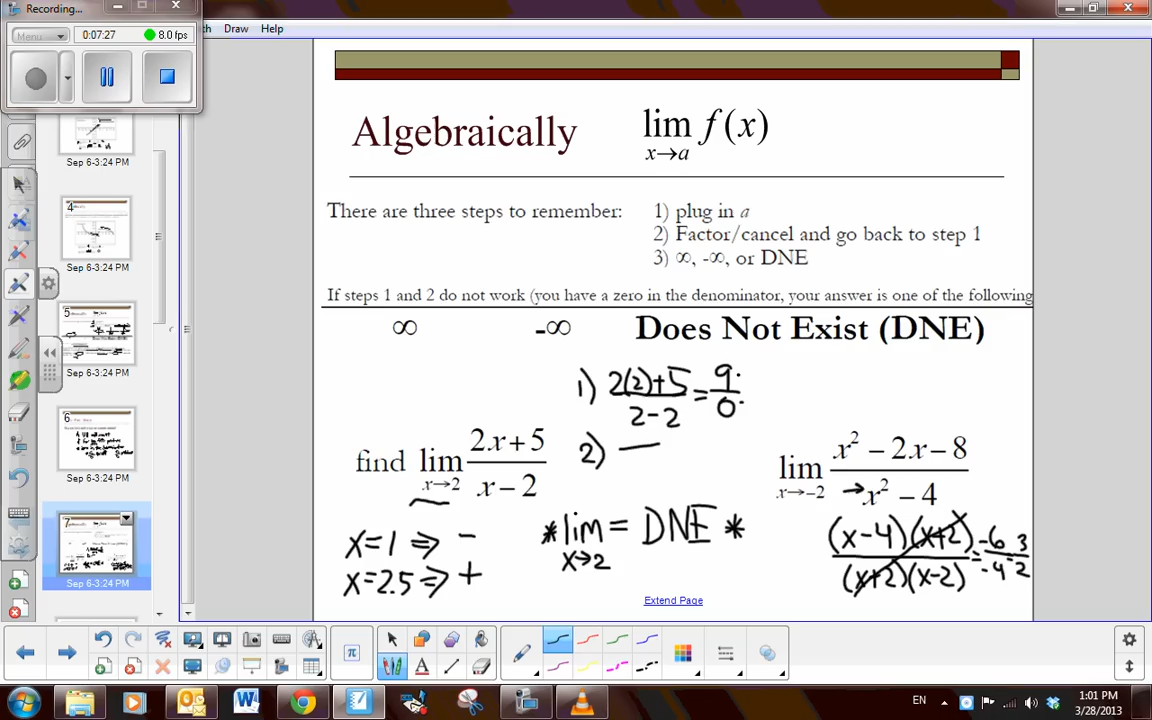 Recording...
Menu
0:07:27
8.0 fps
Draw Help
Sep 6-3:24 PM
4
Sep 6-3:24 PM
5
Sep 6-3:24 PM
6
Sep 6-3:24 PM
7
Sep 6-3:24 PM
Algebraically lim f(x)
x→a
There are three steps to remember: 1) plug in a
2) Factor/cancel and go back to step 1
3) ∞, -∞, or DNE
If steps 1 and 2 do not work (you have a zero in the denominator, your answer is one of the following
∞ -∞ Does Not Exist (DNE)
1) 2(2)+5 / 2-2 = 9/0
2) —
find lim x→2 2x+5 / x-2
*lim x→2 = DNE *
x=1 ⇒ -
x=2.5 ⇒ +
lim x→-2 x² - 2x - 8 / →x² - 4
(x-4)(x+2) / (x+2)(x-2) = -6/-4 = 3/2
Extend Page
π
A
EN
1:01 PM
3/28/2013